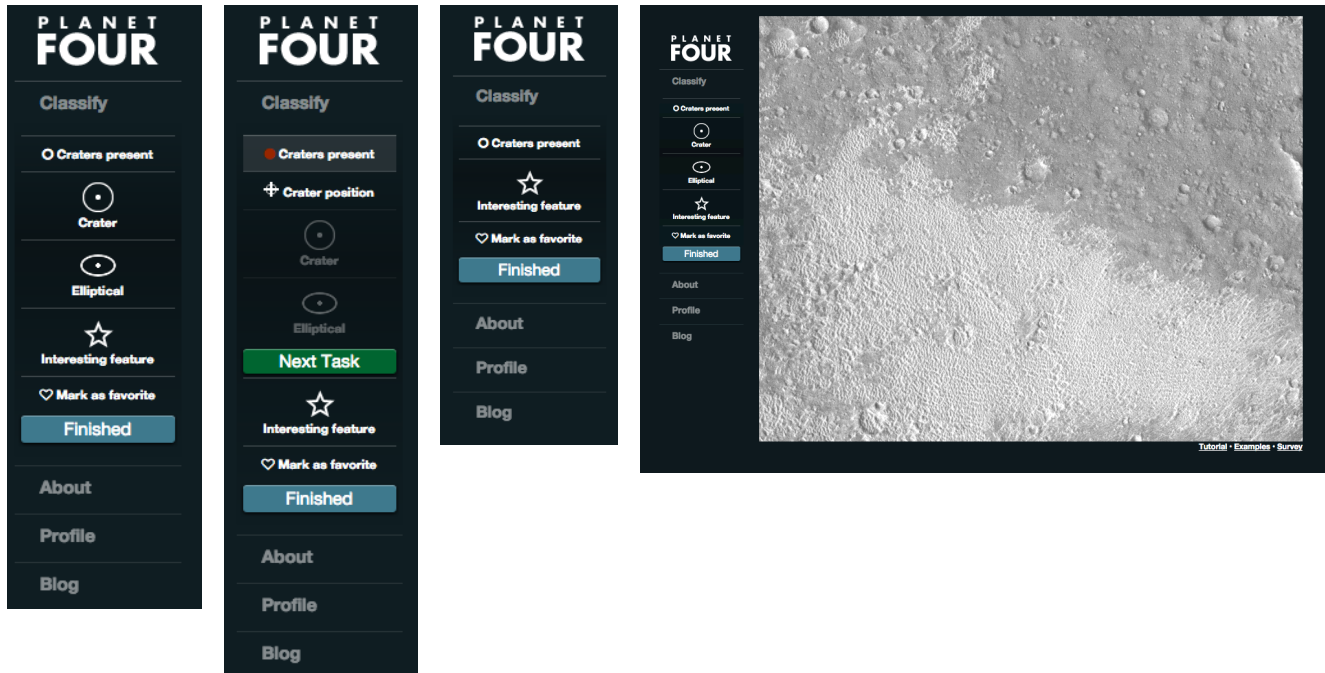 PLANET
FOUR
Classify
Craters present
Crater
Elliptical
Interesting feature
Mark as favorite
Finished
About
Profile
Blog
PLANET
FOUR
Classify
Craters present
Crater position
Crater
Elliptical
Next Task
Interesting feature
Mark as favorite
Finished
About
Profile
Blog
PLANET
FOUR
Classify
Craters present
Interesting feature
Mark as favorite
Finished
About
Profile
Blog
PLANET
FOUR
Classify
Craters present
Crater
Elliptical
Interesting feature
Mark as favorite
Finished
About
Profile
Blog
Tutorial • Examples • Survey